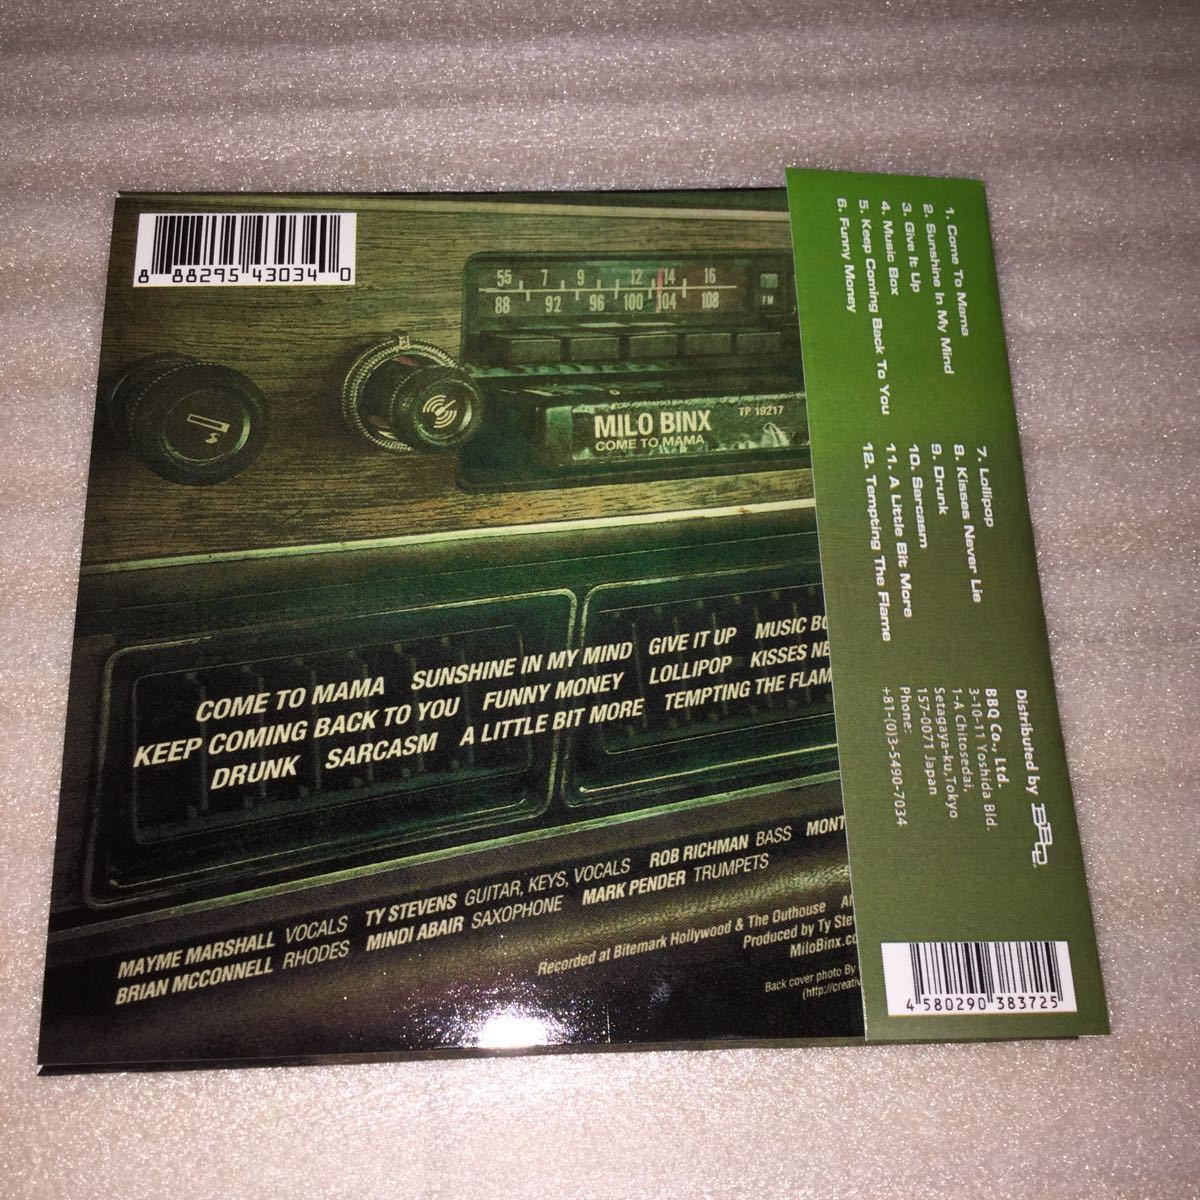 8 88295 43034 0
55 7 9 12 14 16
88 92 96 100 104 108
FM
MILO BINX
TP 19217
COME TO MAMA
COME TO MAMA SUNSHINE IN MY MIND GIVE IT UP MUSIC BO
KEEP COMING BACK TO YOU FUNNY MONEY LOLLIPOP KISSES NE
DRUNK SARCASM A LITTLE BIT MORE TEMPTING THE FLAM
MAYME MARSHALL VOCALS TY STEVENS GUITAR, KEYS, VOCALS ROB RICHMAN BASS MONT
BRIAN MCCONNELL RHODES MINDI ABAIR SAXOPHONE MARK PENDER TRUMPETS
Recorded at Bitemark Hollywood & The Outhouse
Produced by Ty Ste
MiloBinx.co
Back cover photo By
(http://creativ
1. Come To Mama
2. Sunshine In My Mind
3. Give It Up
4. Music Box
5. Keep Coming Back To You
6. Funny Money
7. Lollipop
8. Kisses Never Lie
9. Drunk
10. Sarcasm
11. A Little Bit More
12. Tempting The Flame
Distributed by BBQ
BBQ Co., Ltd.
3-10-11 Yoshida Bld.
1-A Chitosedai,
Setagaya-ku, Tokyo
157-0071 Japan
Phone:
+81-(0)3-5490-7034
4 580290 383725